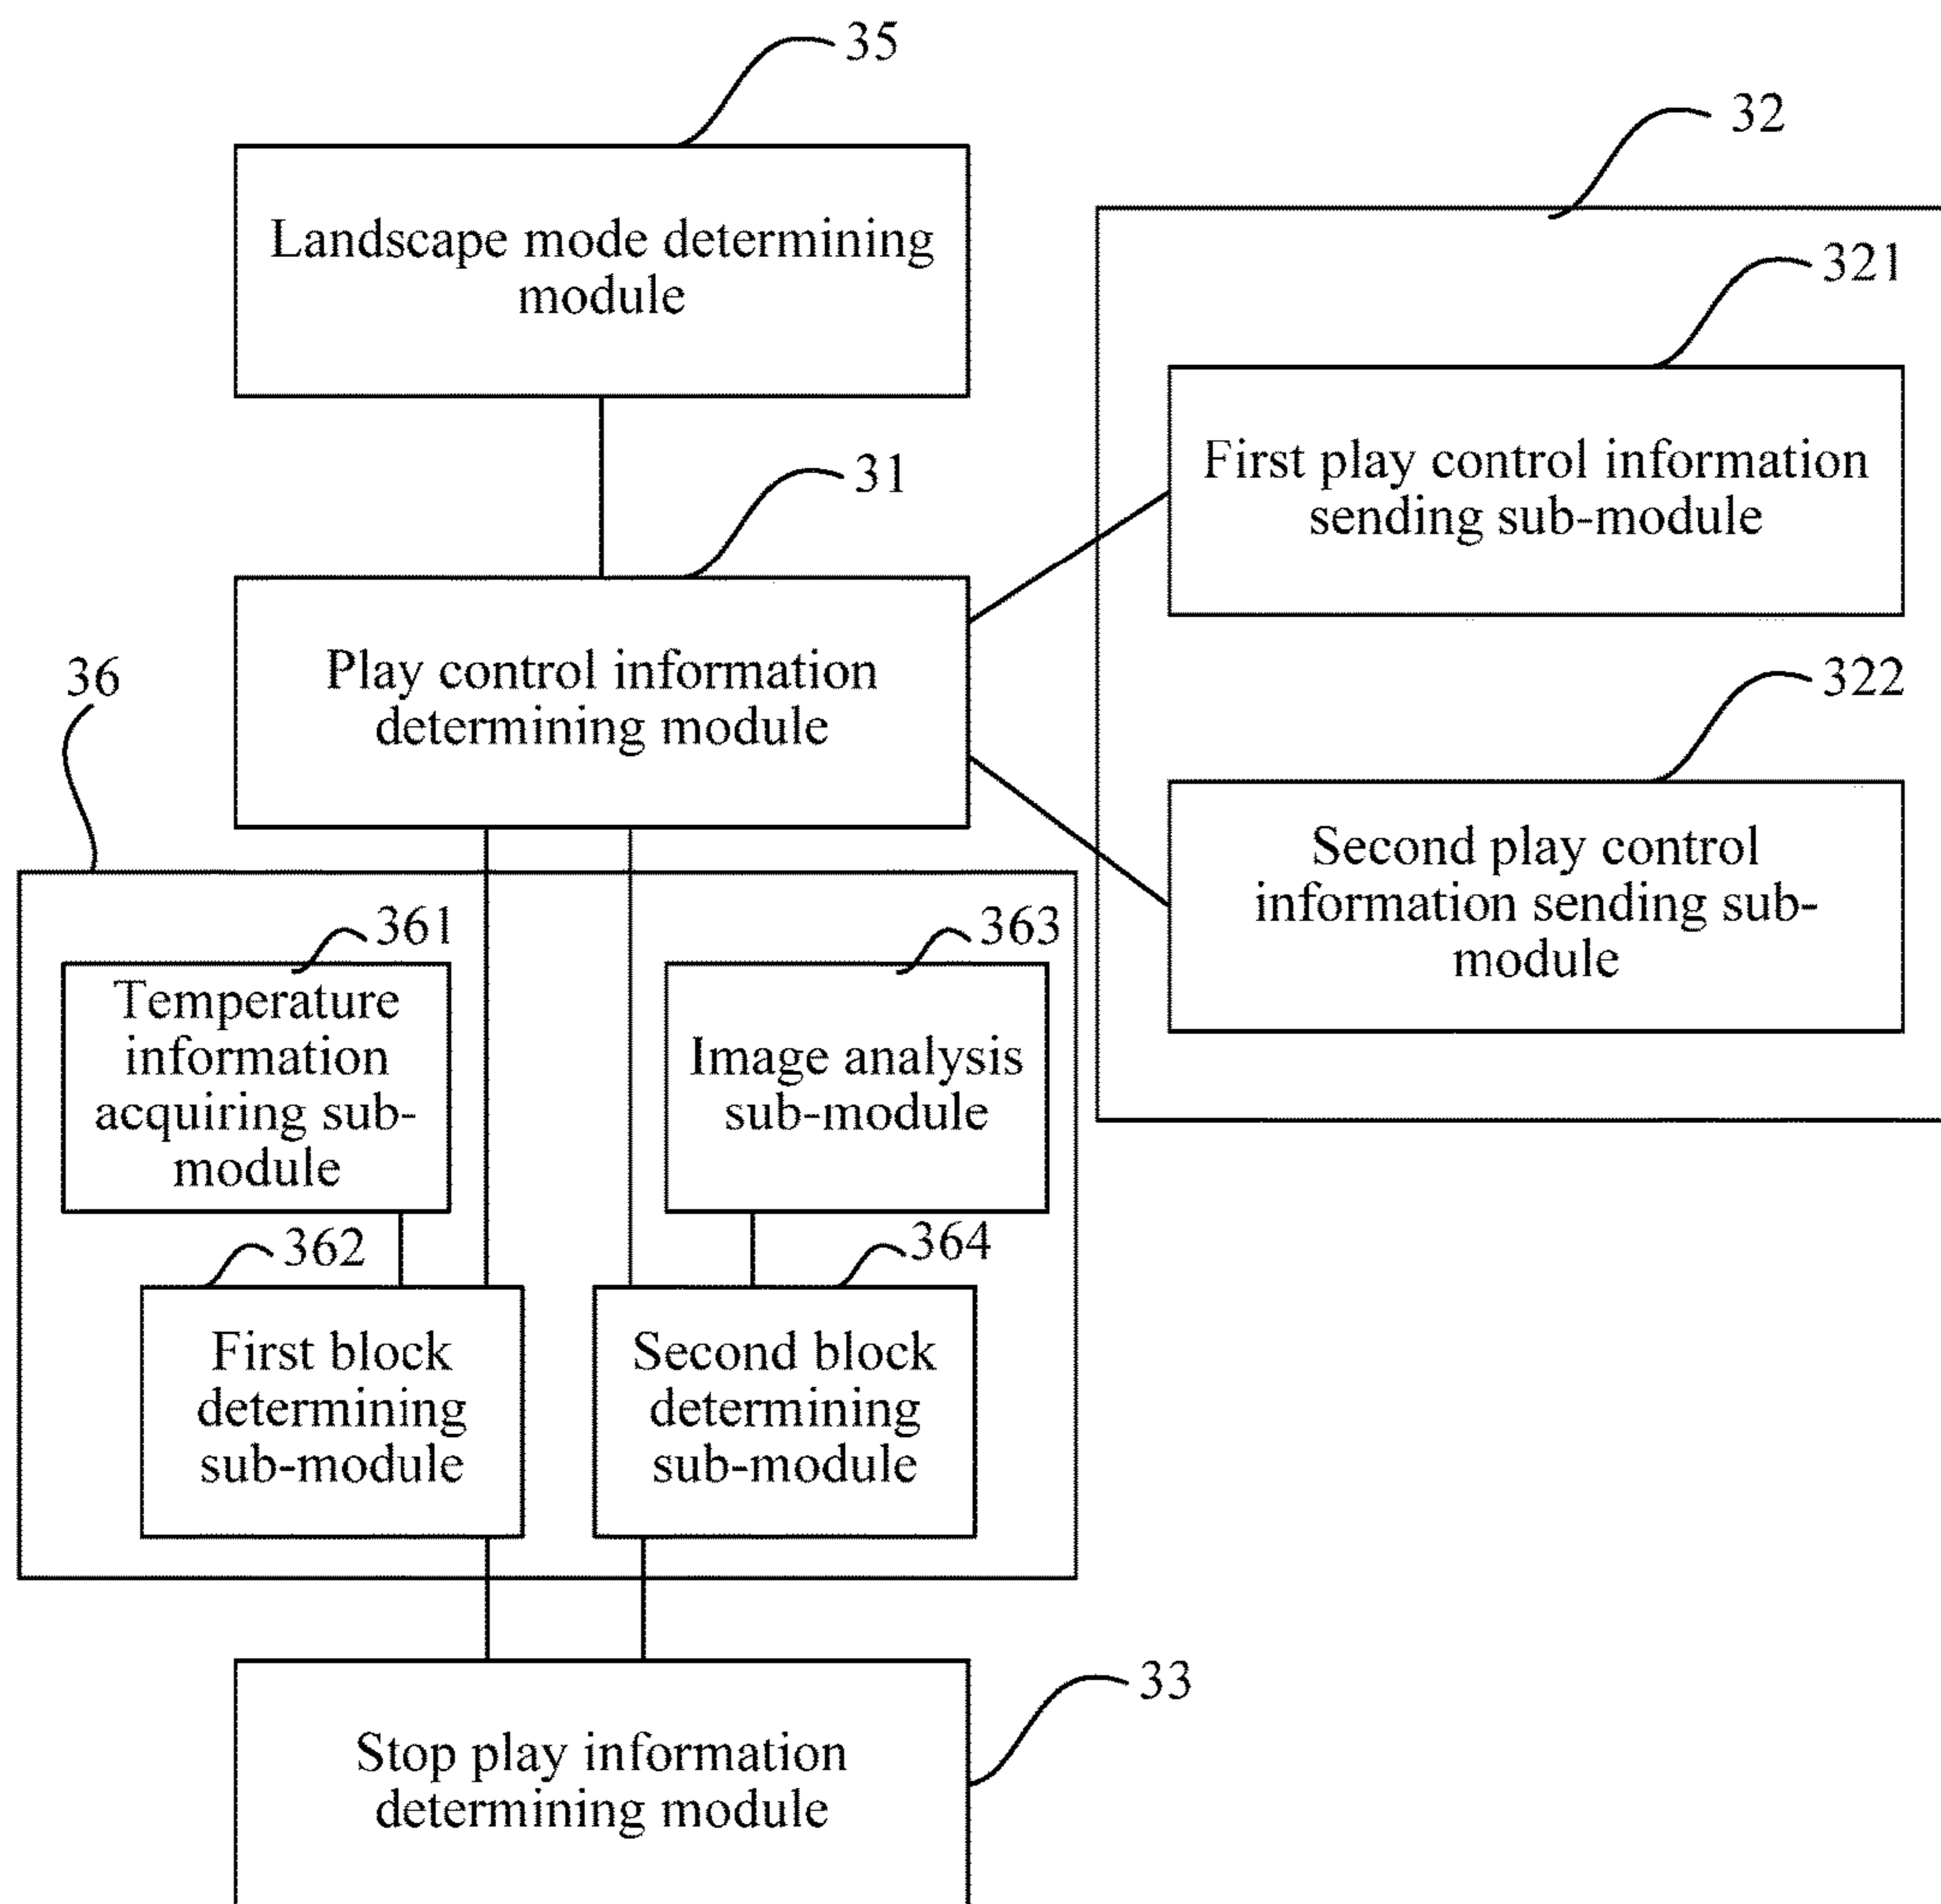 35
32
Landscape mode determining
module
321
31
First play control information
sending sub-module
36
Play control information
determining module
322
Second play control
information sending sub-
module
361
363
Temperature
information
acquiring sub-
module
Image analysis
sub-module
362
364
First block
determining
sub-module
Second block
determining
sub-module
33
Stop play information
determining module